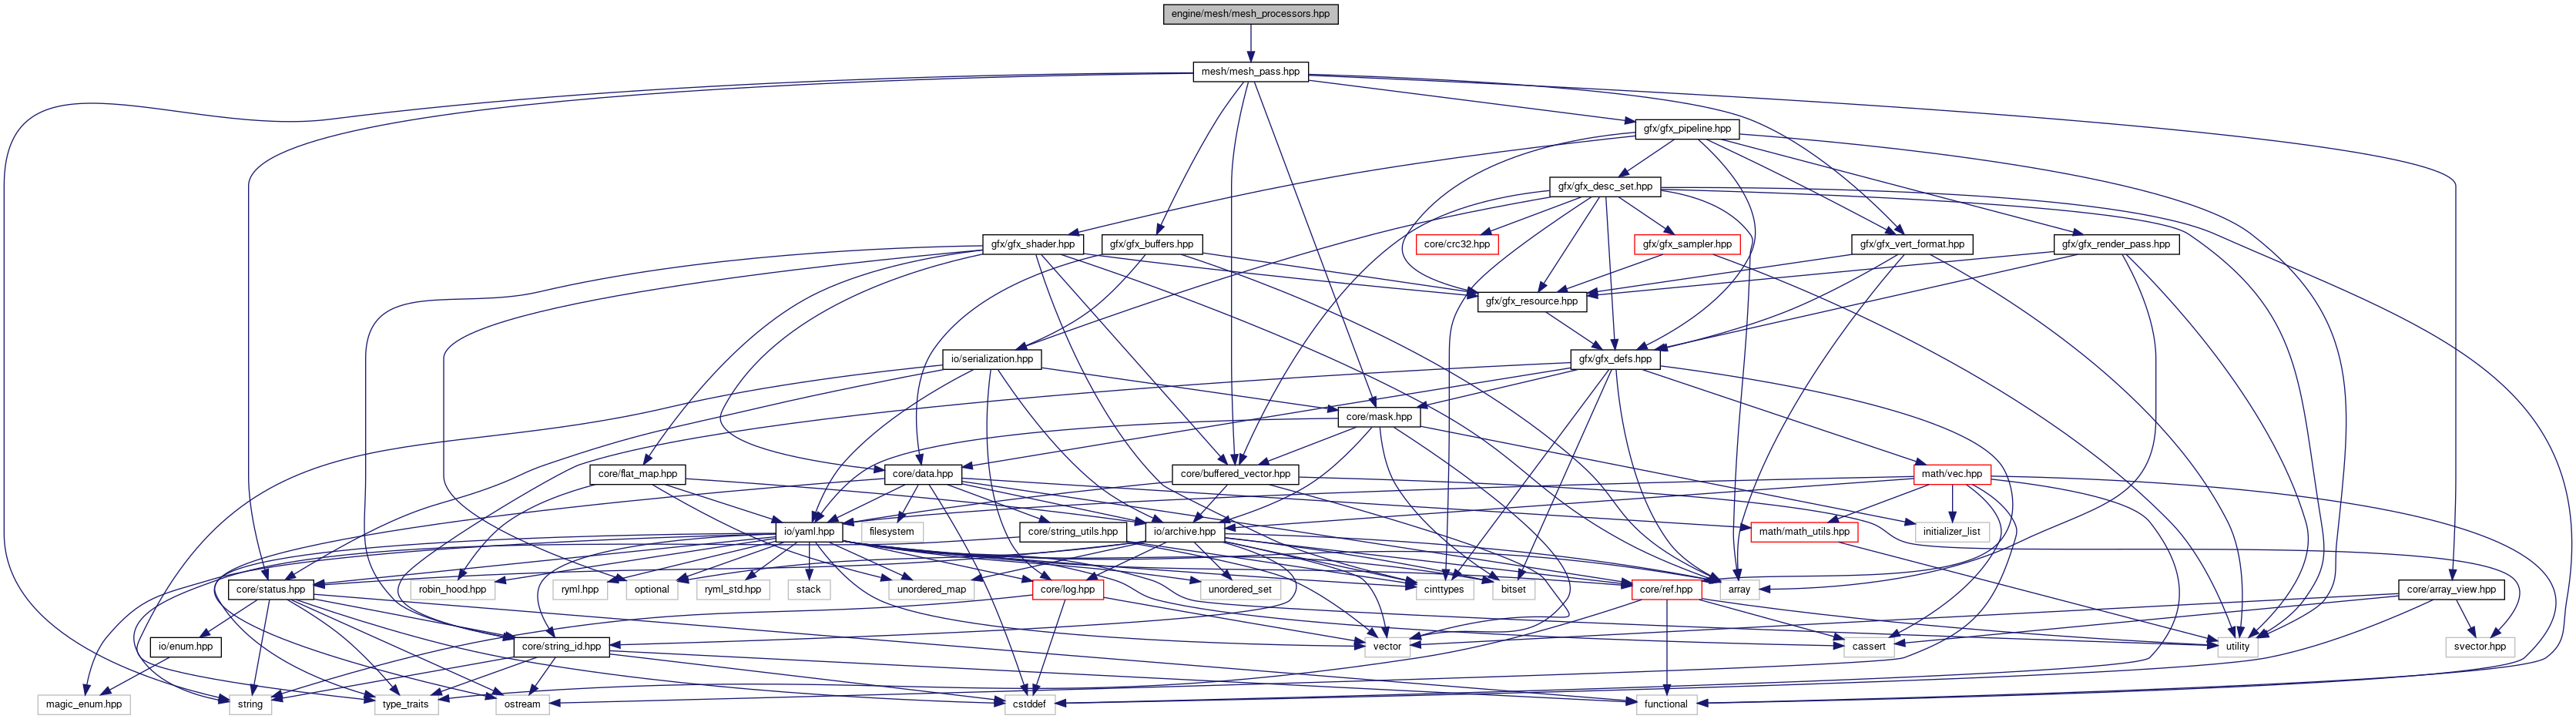 engine/mesh/mesh_processors.hpp
mesh/mesh_pass.hpp
gfx/gfx_pipeline.hpp
gfx/gfx_desc_set.hpp
gfx/gfx_shader.hpp
gfx/gfx_buffers.hpp
core/crc32.hpp
gfx/gfx_sampler.hpp
gfx/gfx_vert_format.hpp
gfx/gfx_render_pass.hpp
gfx/gfx_resource.hpp
io/serialization.hpp
gfx/gfx_defs.hpp
core/mask.hpp
core/flat_map.hpp
core/data.hpp
core/buffered_vector.hpp
math/vec.hpp
io/yaml.hpp
filesystem
core/string_utils.hpp
io/archive.hpp
math/math_utils.hpp
initializer_list
core/status.hpp
robin_hood.hpp
ryml.hpp
optional
ryml_std.hpp
stack
unordered_map
core/log.hpp
unordered_set
cinttypes
bitset
core/ref.hpp
array
core/array_view.hpp
io/enum.hpp
core/string_id.hpp
vector
cassert
utility
svector.hpp
magic_enum.hpp
string
type_traits
ostream
cstddef
functional